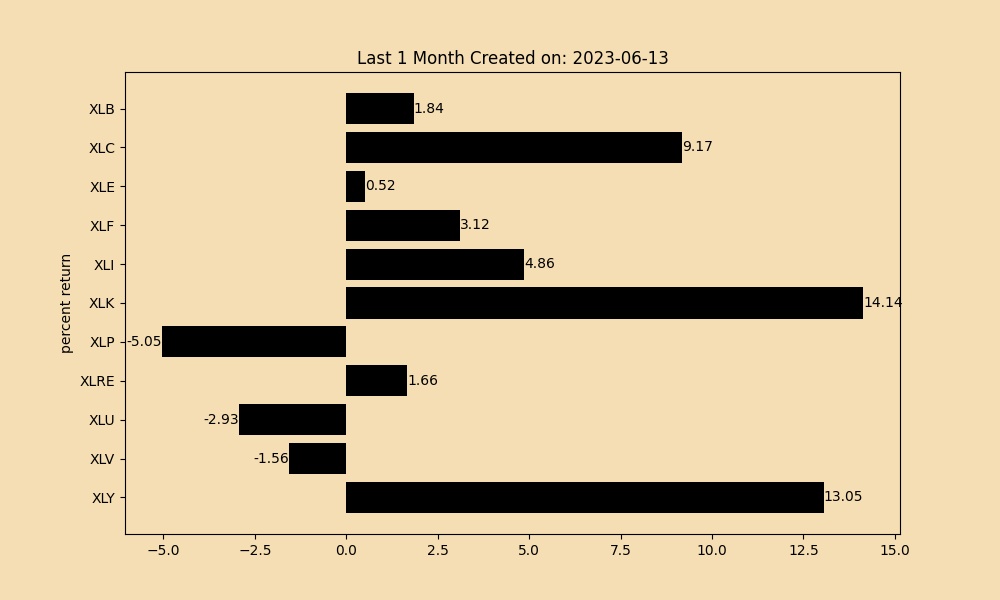 Last 1 Month Created on: 2023-06-13
percent return
XLB 1.84
XLC 9.17
XLE 0.52
XLF 3.12
XLI 4.86
XLK 14.14
XLP -5.05
XLRE 1.66
XLU -2.93
XLV -1.56
XLY 13.05
−5.0 −2.5 0.0 2.5 5.0 7.5 10.0 12.5 15.0